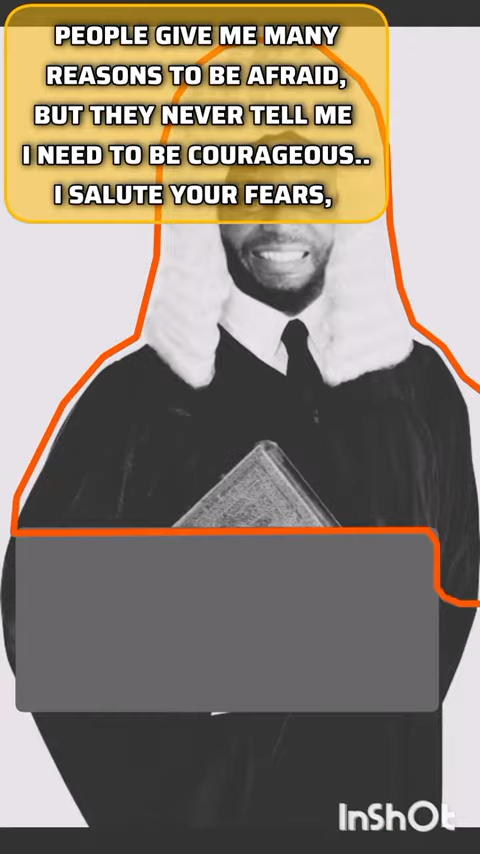 PEOPLE GIVE ME MANY
REASONS TO BE AFRAID,
BUT THEY NEVER TELL ME
I NEED TO BE COURAGEOUS..
I SALUTE YOUR FEARS,
InShOt